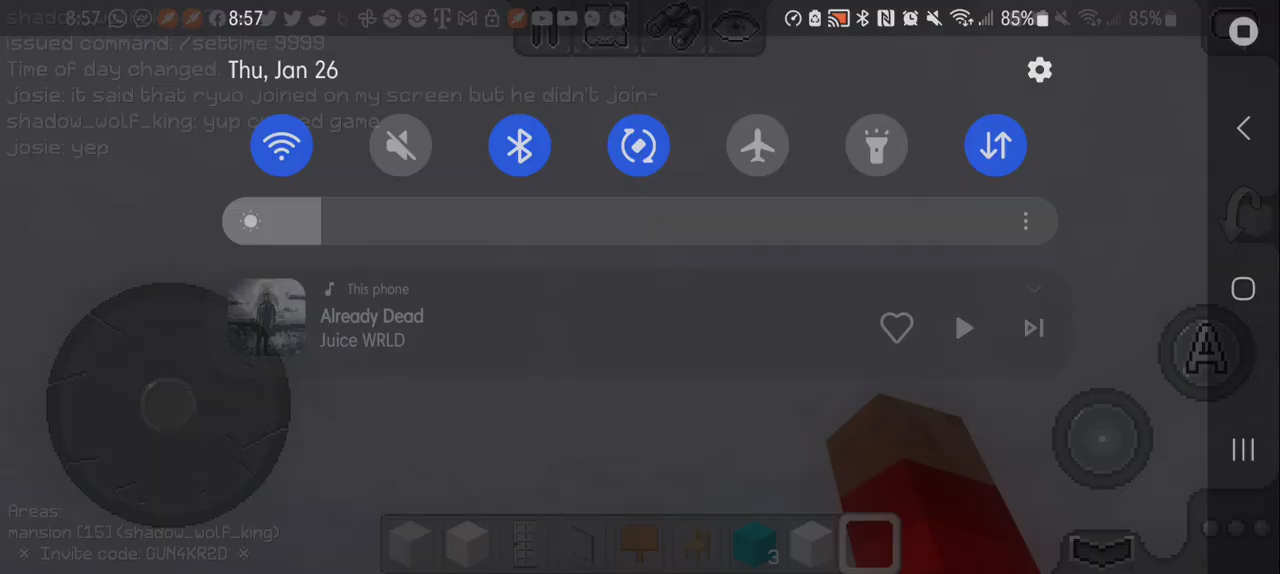 8:57
8:57
85%
85%
issued command: /settime 9999
Time of day changed.
Thu, Jan 26
josie: it said that ryuo joined on my screen but he didn't join-
shadow_wolf_king: yup game
josie: yep
This phone
Already Dead
Juice WRLD
A
Areas:
mansion [15] (shadow_wolf_king)
× Invite code: GUN4KR2D ×
3